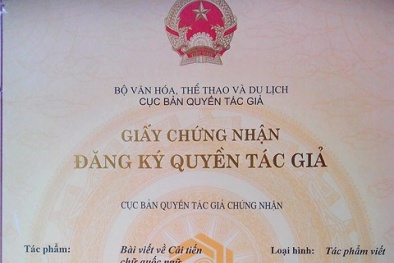 BỘ VĂN HÓA, THỂ THAO VÀ DU LỊCH
CỤC BẢN QUYỀN TÁC GIẢ
GIẤY CHỨNG NHẬN
ĐĂNG KÝ QUYỀN TÁC GIẢ
CỤC BẢN QUYỀN TÁC GIẢ CHỨNG NHẬN
Tác phẩm: Bài viết về Cải tiến Loại hình: Tác phẩm viết
chữ quốc ngữ